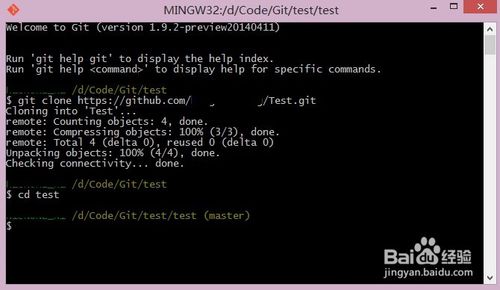 MINGW32:/d/Code/Git/test/test
Welcome to Git (version 1.9.2-preview20140411)
Run 'git help git' to display the help index.
Run 'git help <command>' to display help for specific commands.
/d/Code/Git/test
$ git clone https://github.com/ /Test.git
Cloning into 'Test'...
remote: Counting objects: 4, done.
remote: Compressing objects: 100% (3/3), done.
remote: Total 4 (delta 0), reused 0 (delta 0)
Unpacking objects: 100% (4/4), done.
Checking connectivity... done.
/d/Code/Git/test
$ cd test
/d/Code/Git/test/test (master)
$
Baidu经验
jingyan.baidu.com